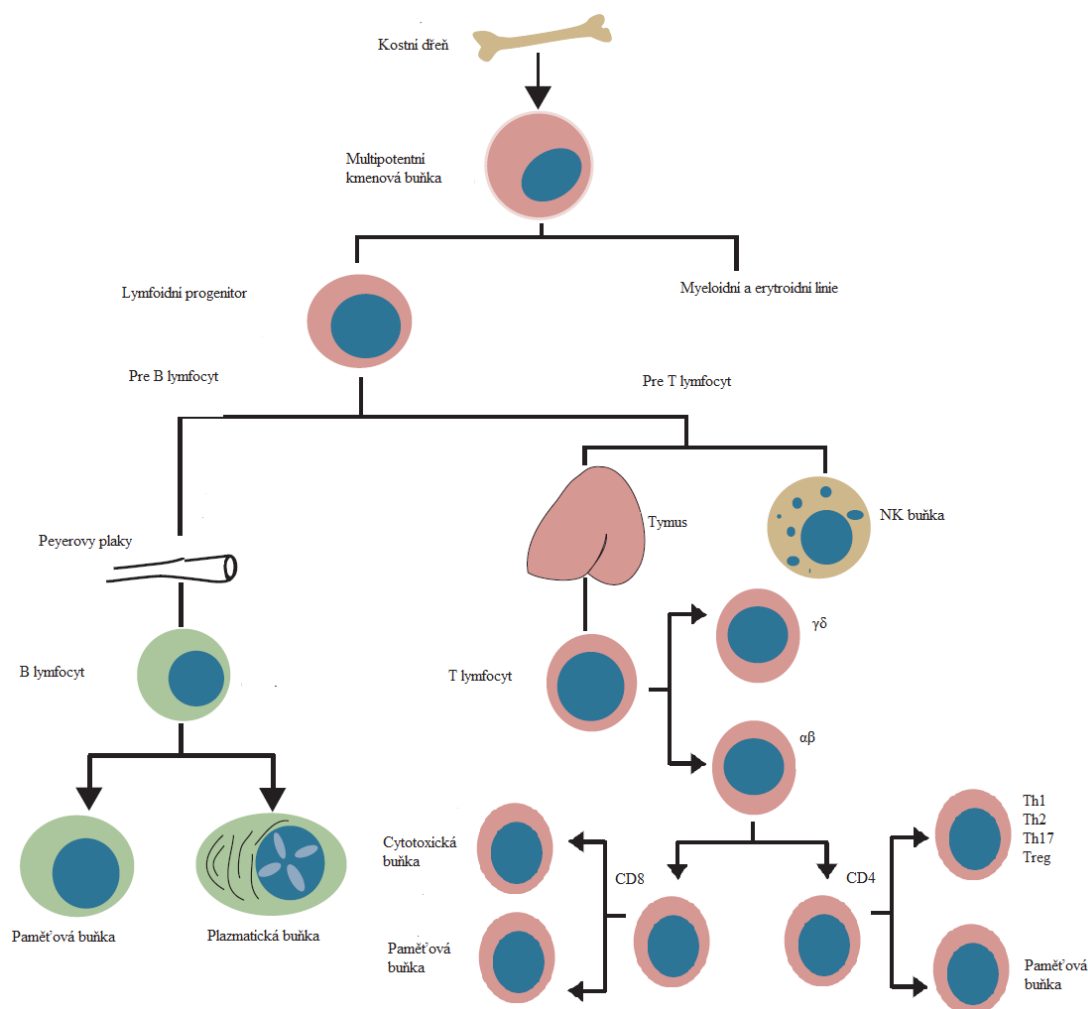 Kostní dřeň
Multipotentní
kmenová buňka
Lymfoidní progenitor
Myeloidní a erytroidní linie
Pre B lymfocyt
Pre T lymfocyt
Peyerovy plaky
Tymus
NK buňka
γδ
B lymfocyt
T lymfocyt
αβ
Cytotoxická
buňka
CD8
CD4
Th1
Th2
Th17
Treg
Paměťová buňka
Plazmatická buňka
Paměťová
buňka
Paměťová
buňka